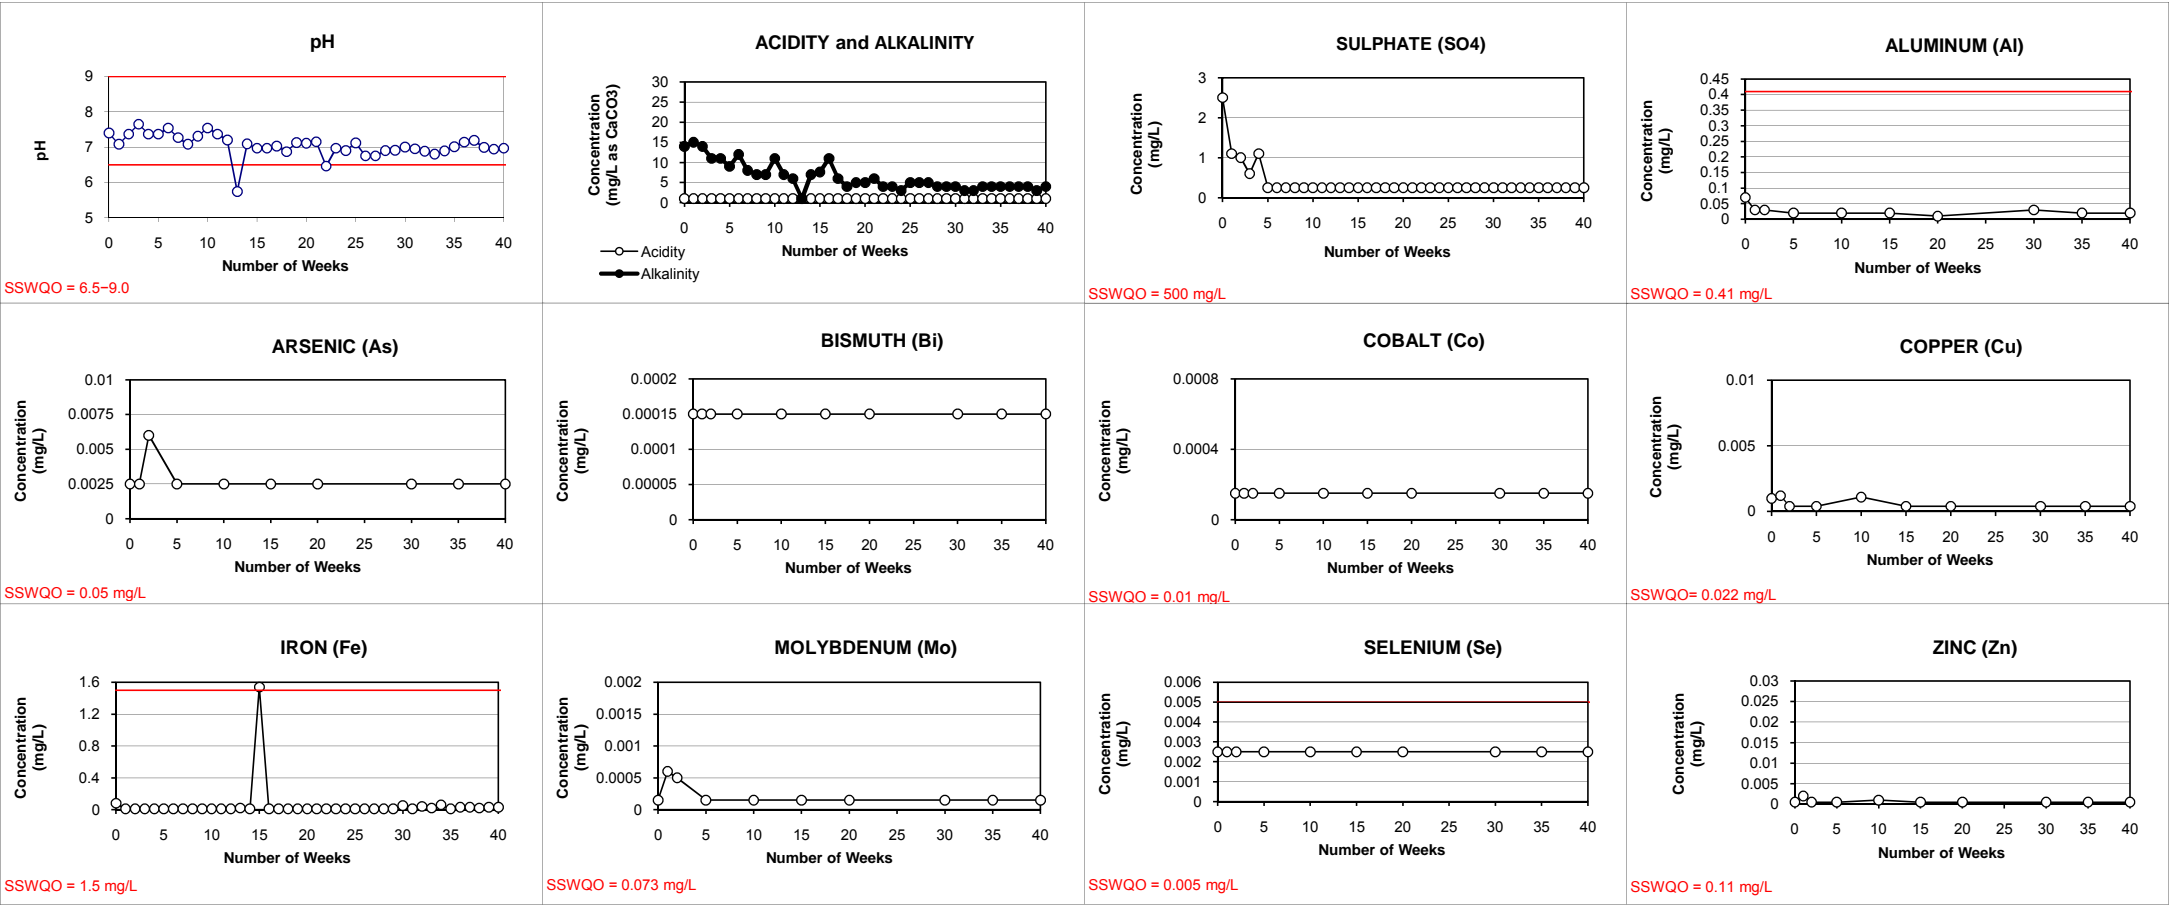 pH
9
8
7
6
5
0 5 10 15 20 25 30 35 40
pH
Number of Weeks
SSWQO = 6.5−9.0
ACIDITY and ALKALINITY
30
25
20
15
10
5
0
0 5 10 15 20 25 30 35 40
Concentration
(mg/L as CaCO3)
Number of Weeks
Acidity
Alkalinity
SULPHATE (SO4)
3
2
1
0
0 5 10 15 20 25 30 35 40
Concentration
(mg/L)
Number of Weeks
SSWQO = 500 mg/L
ALUMINUM (Al)
0.45
0.4
0.35
0.3
0.25
0.2
0.15
0.1
0.05
0
0 5 10 15 20 25 30 35 40
Concentration
(mg/L)
Number of Weeks
SSWQO = 0.41 mg/L
ARSENIC (As)
0.01
0.0075
0.005
0.0025
0
0 5 10 15 20 25 30 35 40
Concentration
(mg/L)
Number of Weeks
SSWQO = 0.05 mg/L
BISMUTH (Bi)
0.0002
0.00015
0.0001
0.00005
0
0 5 10 15 20 25 30 35 40
Concentration
(mg/L)
Number of Weeks
COBALT (Co)
0.0008
0.0004
0
0 5 10 15 20 25 30 35 40
Concentration
(mg/L)
Number of Weeks
SSWQO = 0.01 mg/L
COPPER (Cu)
0.01
0.005
0
0 5 10 15 20 25 30 35 40
Concentration
(mg/L)
Number of Weeks
SSWQO= 0.022 mg/L
IRON (Fe)
1.6
1.2
0.8
0.4
0
0 5 10 15 20 25 30 35 40
Concentration
(mg/L)
Number of Weeks
SSWQO = 1.5 mg/L
MOLYBDENUM (Mo)
0.002
0.0015
0.001
0.0005
0
0 5 10 15 20 25 30 35 40
Concentration
(mg/L)
Number of Weeks
SSWQO = 0.073 mg/L
SELENIUM (Se)
0.006
0.005
0.004
0.003
0.002
0.001
0
0 5 10 15 20 25 30 35 40
Concentration
(mg/L)
Number of Weeks
SSWQO = 0.005 mg/L
ZINC (Zn)
0.03
0.025
0.02
0.015
0.01
0.005
0
0 5 10 15 20 25 30 35 40
Concentration
(mg/L)
Number of Weeks
SSWQO = 0.11 mg/L